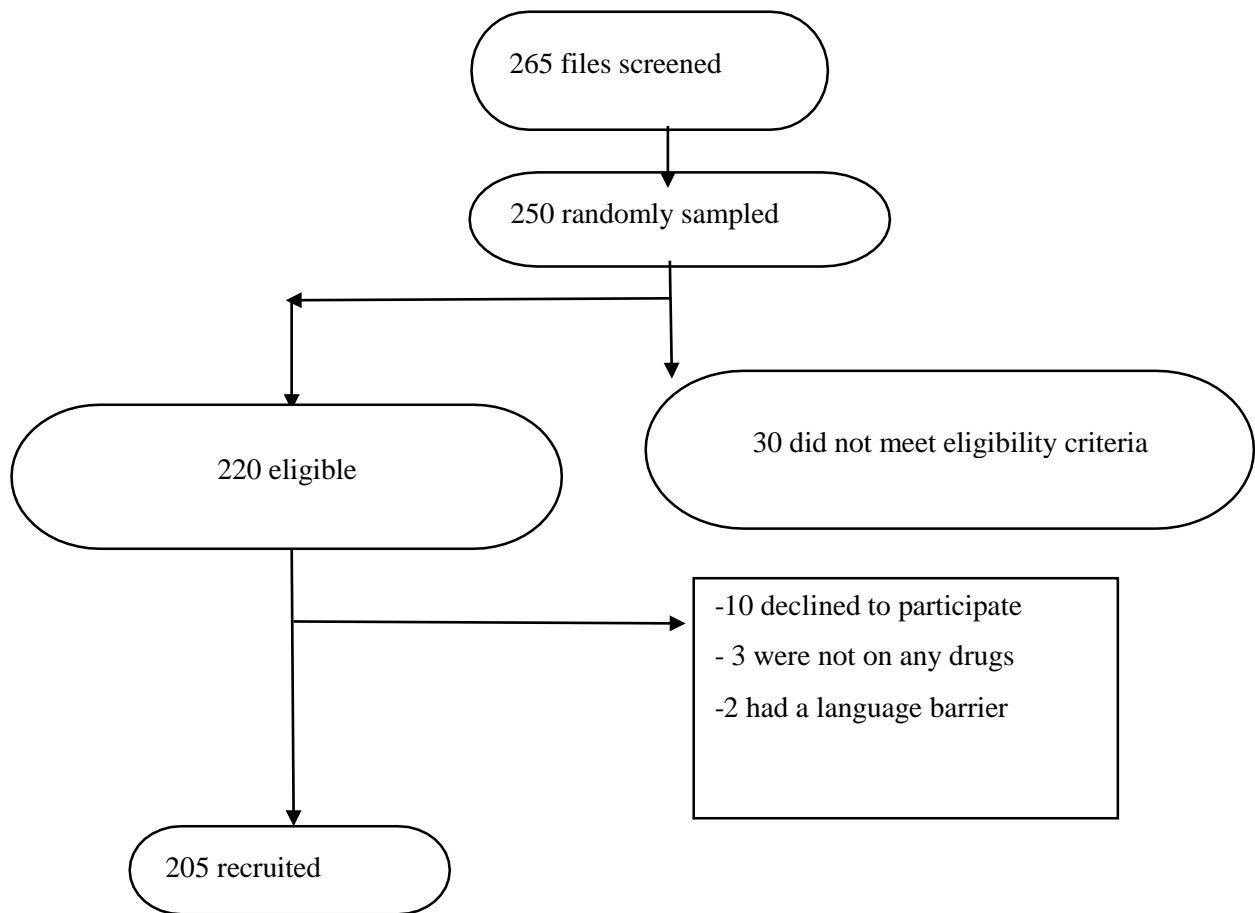 265 files screened
250 randomly sampled
220 eligible
30 did not meet eligibility criteria
-10 declined to participate
- 3 were not on any drugs
-2 had a language barrier
205 recruited